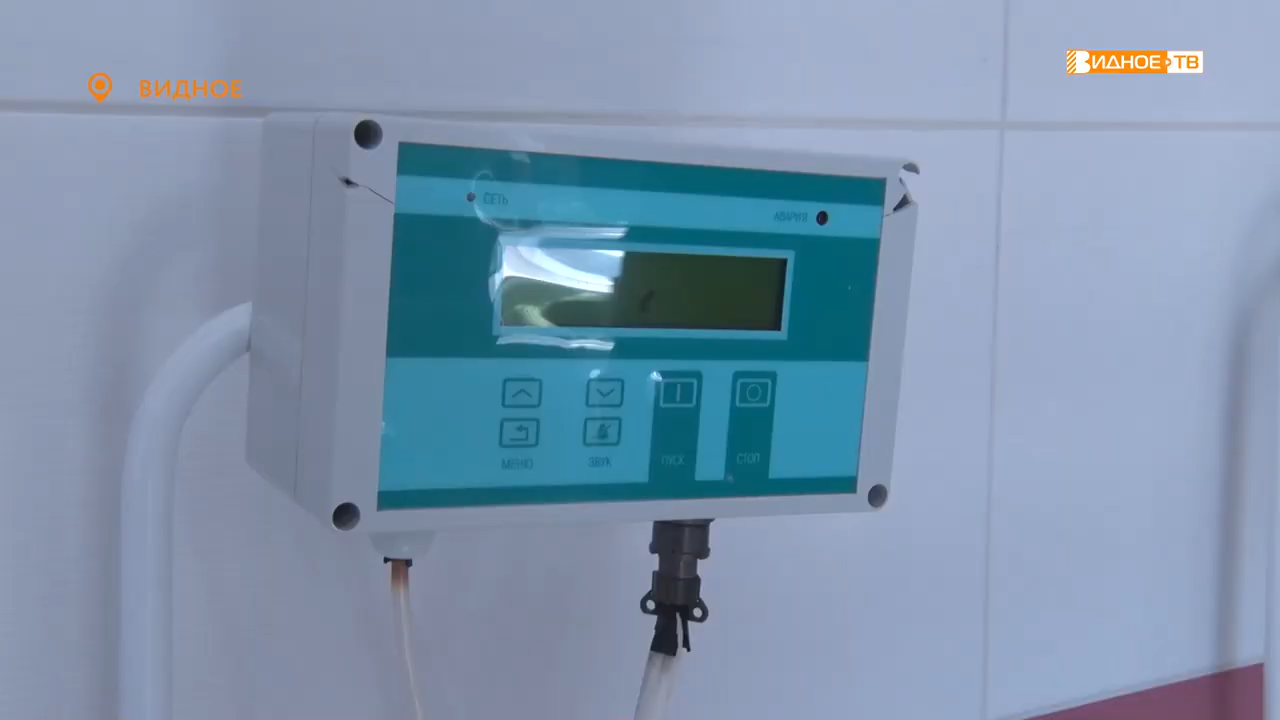 ВИДНОЕ
ВИДНОЕ ТВ
СЕТЬ
АВАРИЯ
МЕНЮ
ЗВУК
ПУСК
СТОП